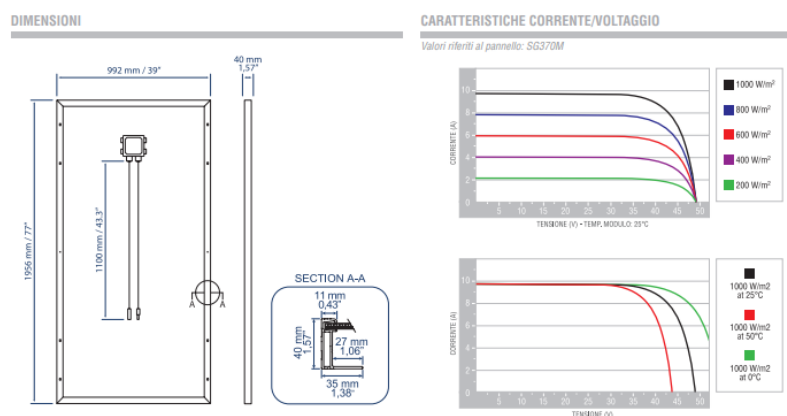 DIMENSIONI
992 mm / 39"
40 mm
1,57"
1956 mm / 77"
1100 mm / 43.3"
A
A
SECTION A-A
11 mm
0,43"
40 mm
1,57"
27 mm
1,06"
35 mm
1,38"
CARATTERISTICHE CORRENTE/VOLTAGGIO
Valori riferiti al pannello: SG370M
CORRENTE (A)
10
8
6
4
2
0
5 10 15 20 25 30 35 40 45 50
TENSIONE (V) • TEMP. MODULO: 25°C
1000 W/m²
800 W/m²
600 W/m²
400 W/m²
200 W/m²
CORRENTE (A)
10
8
6
4
2
0
5 10 15 20 25 30 35 40 45 50
TENSIONE (V)
1000 W/m2
at 25°C
1000 W/m2
at 50°C
1000 W/m2
at 0°C